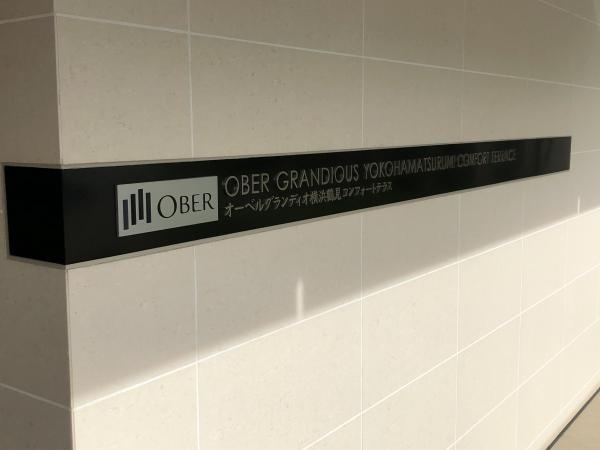 OBER
OBER GRANDIOUS YOKOHAMATSURUMI COMFORT TERRACE
オーベルグランディオ横浜鶴見コンフォートテラス